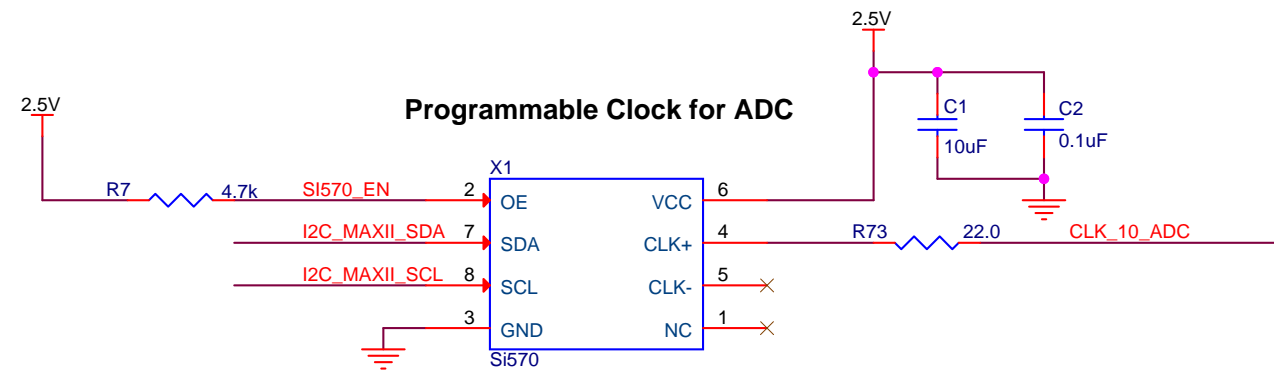 2.5V
2.5V
Programmable Clock for ADC
C1
C2
10uF
0.1uF
X1
R7
4.7k
SI570_EN
2
OE
VCC
6
I2C_MAXII_SDA
7
SDA
CLK+
4
R73
22.0
CLK_10_ADC
I2C_MAXII_SCL
8
SCL
CLK-
5
3
GND
NC
1
Si570